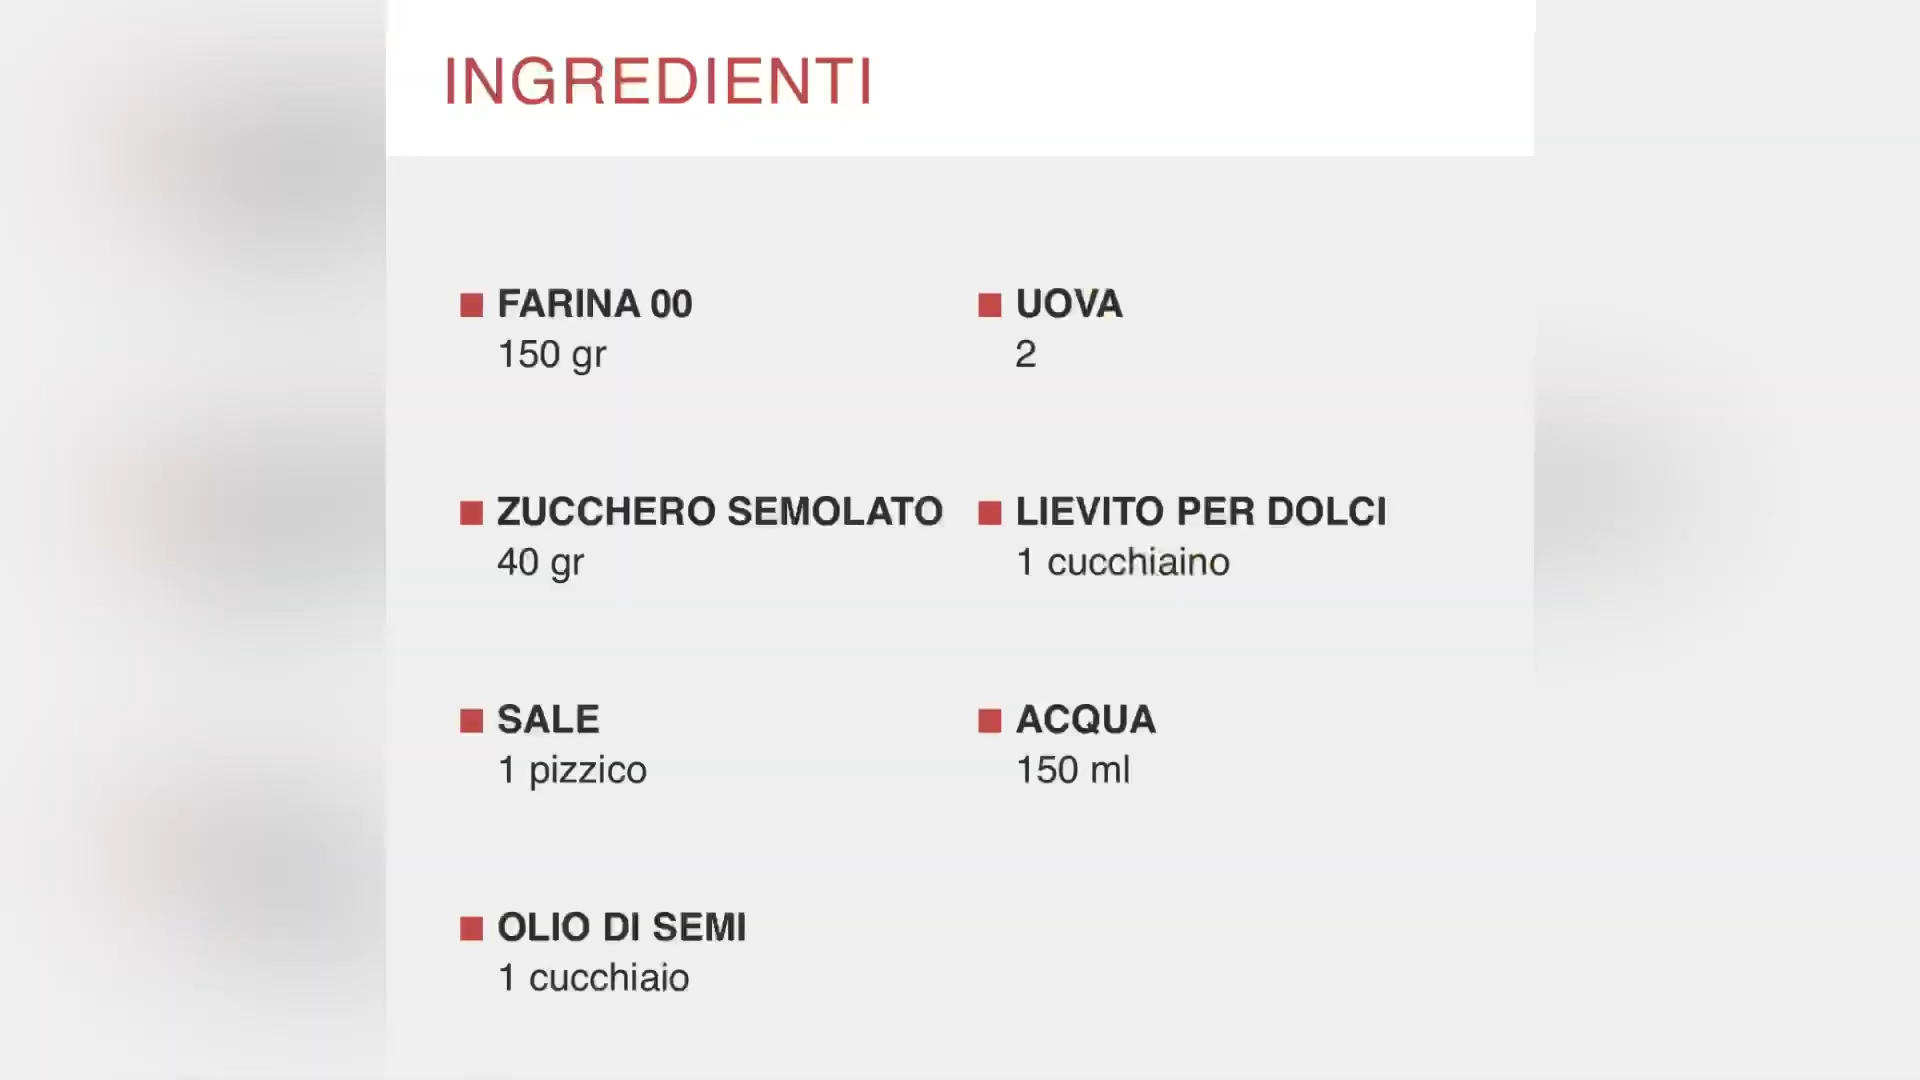 INGREDIENTI
FARINA 00
150 gr
UOVA
2
ZUCCHERO SEMOLATO
40 gr
LIEVITO PER DOLCI
1 cucchiaino
SALE
1 pizzico
ACQUA
150 ml
OLIO DI SEMI
1 cucchiaio